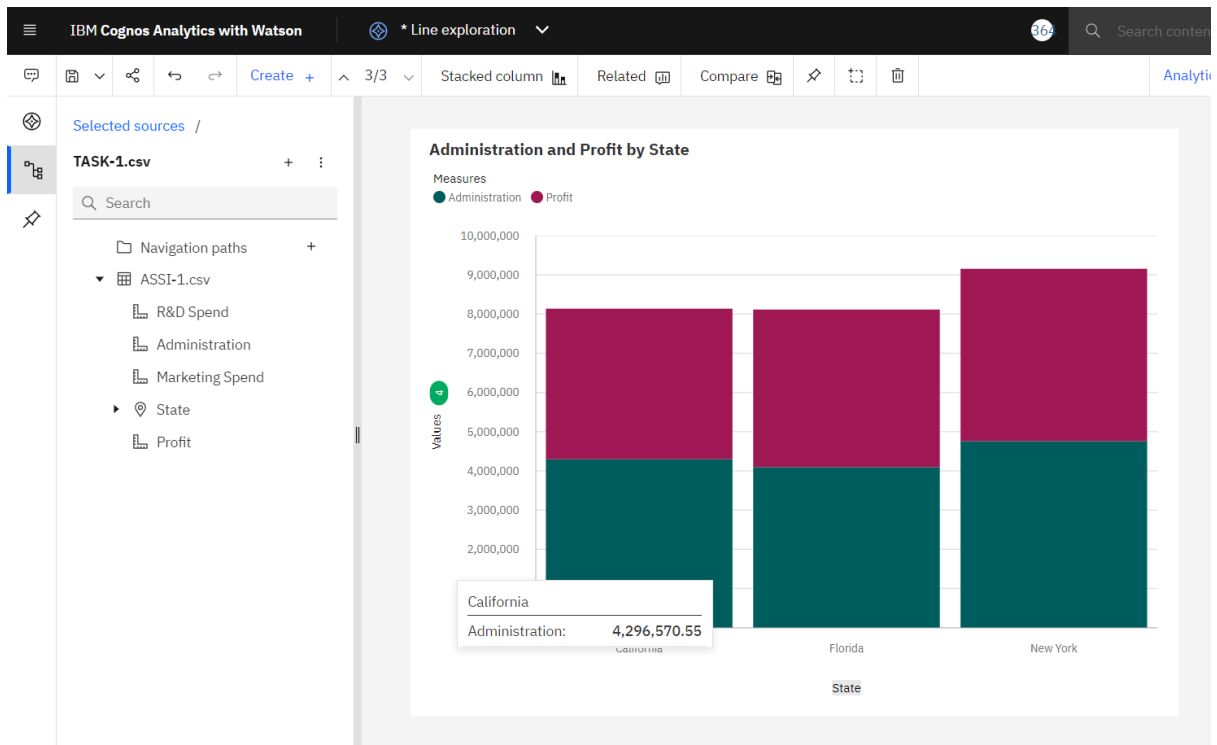 IBM Cognos Analytics with Watson
* Line exploration
364
Search conten
Create +
3/3
Stacked column
Related
Compare
Analytic
Selected sources /
TASK-1.csv
Search
Navigation paths
ASSI-1.csv
R&D Spend
Administration
Marketing Spend
State
Profit
Administration and Profit by State
Measures
Administration
Profit
10,000,000
9,000,000
8,000,000
7,000,000
6,000,000
5,000,000
4,000,000
3,000,000
2,000,000
Values
4
California
Administration: 4,296,570.55
California
Florida
New York
State